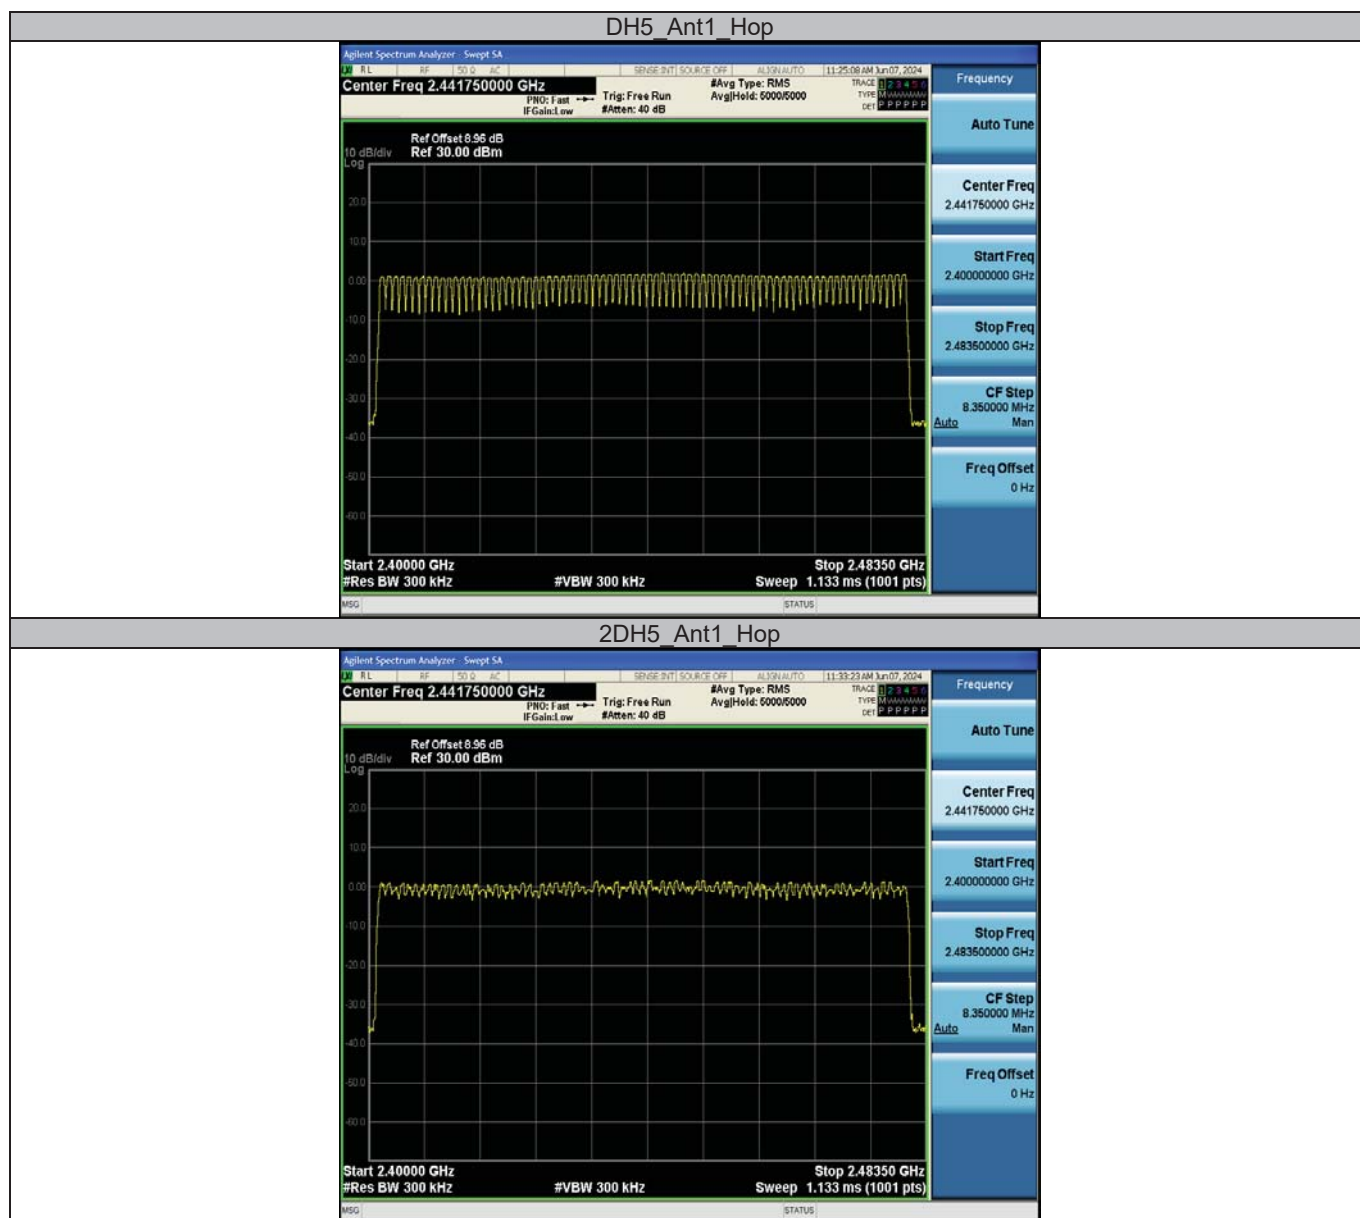 DH5_Ant1_Hop
Agilent Spectrum Analyzer - Swept SA
RL RF 50 Ω AC SENSE:INT SOURCE OFF ALIGN AUTO 11:25:08 AM Jun 07, 2024
Center Freq 2.441750000 GHz
PNO: Fast
IFGain:Low
Trig: Free Run
#Atten: 40 dB
#Avg Type: RMS
Avg|Hold: 5000/5000
TRACE 1 2 3 4 5 6
TYPE M
DET P P P P P P
Frequency
Auto Tune
Center Freq
2.441750000 GHz
Start Freq
2.400000000 GHz
Stop Freq
2.483500000 GHz
CF Step
8.350000 MHz
Auto Man
Freq Offset
0 Hz
Ref Offset 8.96 dB
10 dB/div Ref 30.00 dBm
Log
20.0
10.0
0.00
-10.0
-20.0
-30.0
-40.0
-50.0
-60.0
Start 2.40000 GHz Stop 2.48350 GHz
#Res BW 300 kHz #VBW 300 kHz Sweep 1.133 ms (1001 pts)
MSG STATUS
2DH5_Ant1_Hop
Agilent Spectrum Analyzer - Swept SA
RL RF 50 Ω AC SENSE:INT SOURCE OFF ALIGN AUTO 11:33:23 AM Jun 07, 2024
Center Freq 2.441750000 GHz
PNO: Fast
IFGain:Low
Trig: Free Run
#Atten: 40 dB
#Avg Type: RMS
Avg|Hold: 5000/5000
TRACE 1 2 3 4 5 6
TYPE M
DET P P P P P P
Frequency
Auto Tune
Center Freq
2.441750000 GHz
Start Freq
2.400000000 GHz
Stop Freq
2.483500000 GHz
CF Step
8.350000 MHz
Auto Man
Freq Offset
0 Hz
Ref Offset 8.96 dB
10 dB/div Ref 30.00 dBm
Log
20.0
10.0
0.00
-10.0
-20.0
-30.0
-40.0
-50.0
-60.0
Start 2.40000 GHz Stop 2.48350 GHz
#Res BW 300 kHz #VBW 300 kHz Sweep 1.133 ms (1001 pts)
MSG STATUS